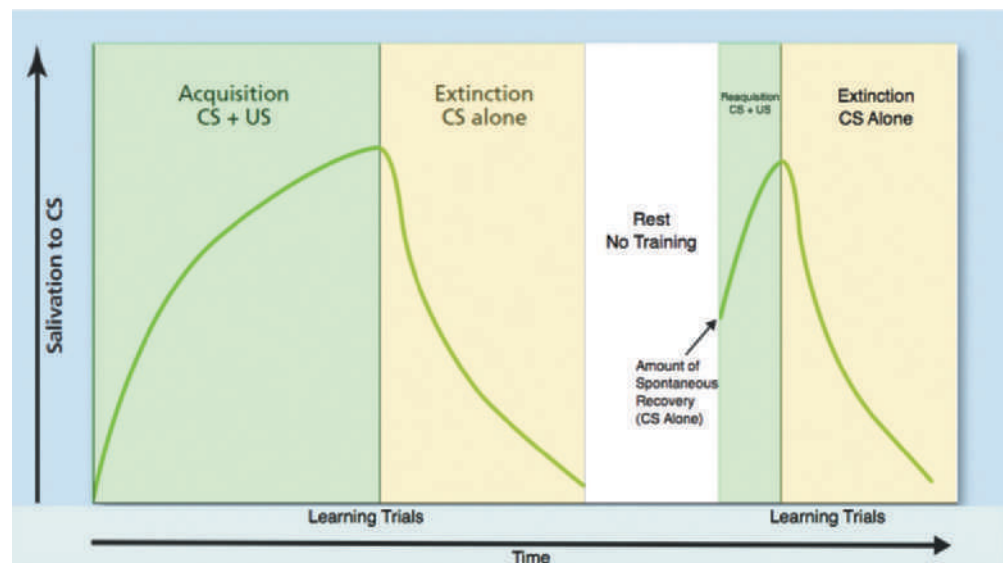 Salivation to CS
Acquisition
CS + US
Extinction
CS alone
Rest
No Training
Amount of
Spontaneous
Recovery
(CS Alone)
Reaquisition
CS + US
Extinction
CS Alone
Learning Trials
Learning Trials
Time